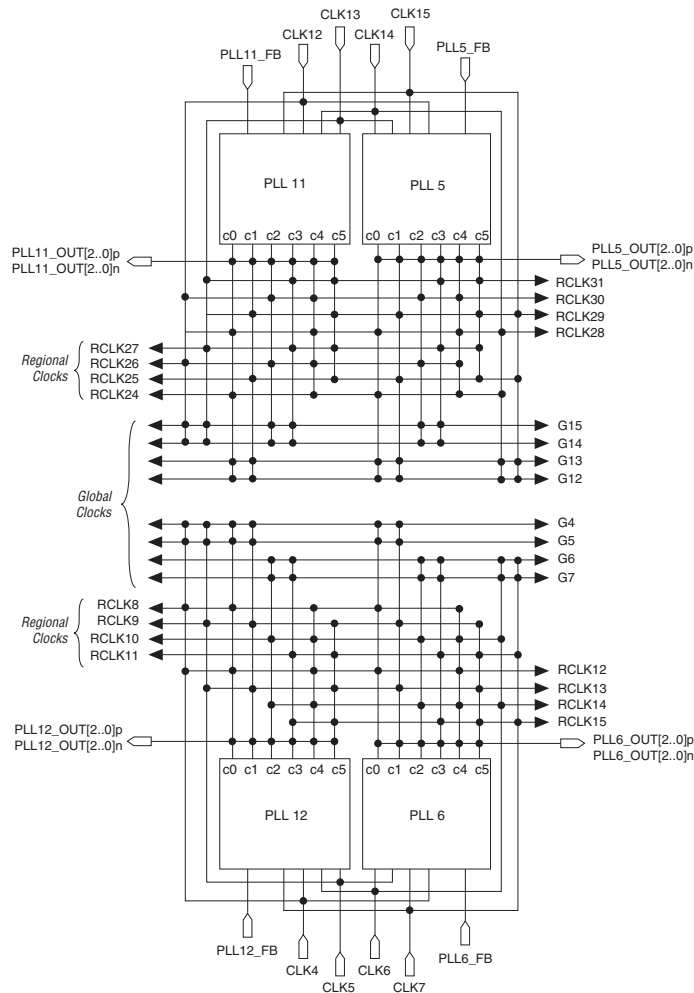 CLK13
CLK15
CLK12
CLK14
PLL11_FB
PLL5_FB
PLL 11
PLL 5
c0 c1 c2 c3 c4 c5
c0 c1 c2 c3 c4 c5
PLL11_OUT[2..0]p
PLL11_OUT[2..0]n
PLL5_OUT[2..0]p
PLL5_OUT[2..0]n
RCLK31
RCLK30
RCLK29
RCLK28
Regional
Clocks
RCLK27
RCLK26
RCLK25
RCLK24
G15
G14
G13
G12
Global
Clocks
G4
G5
G6
G7
Regional
Clocks
RCLK8
RCLK9
RCLK10
RCLK11
RCLK12
RCLK13
RCLK14
RCLK15
PLL12_OUT[2..0]p
PLL12_OUT[2..0]n
PLL6_OUT[2..0]p
PLL6_OUT[2..0]n
c0 c1 c2 c3 c4 c5
c0 c1 c2 c3 c4 c5
PLL 12
PLL 6
PLL12_FB
PLL6_FB
CLK4
CLK6
CLK5
CLK7